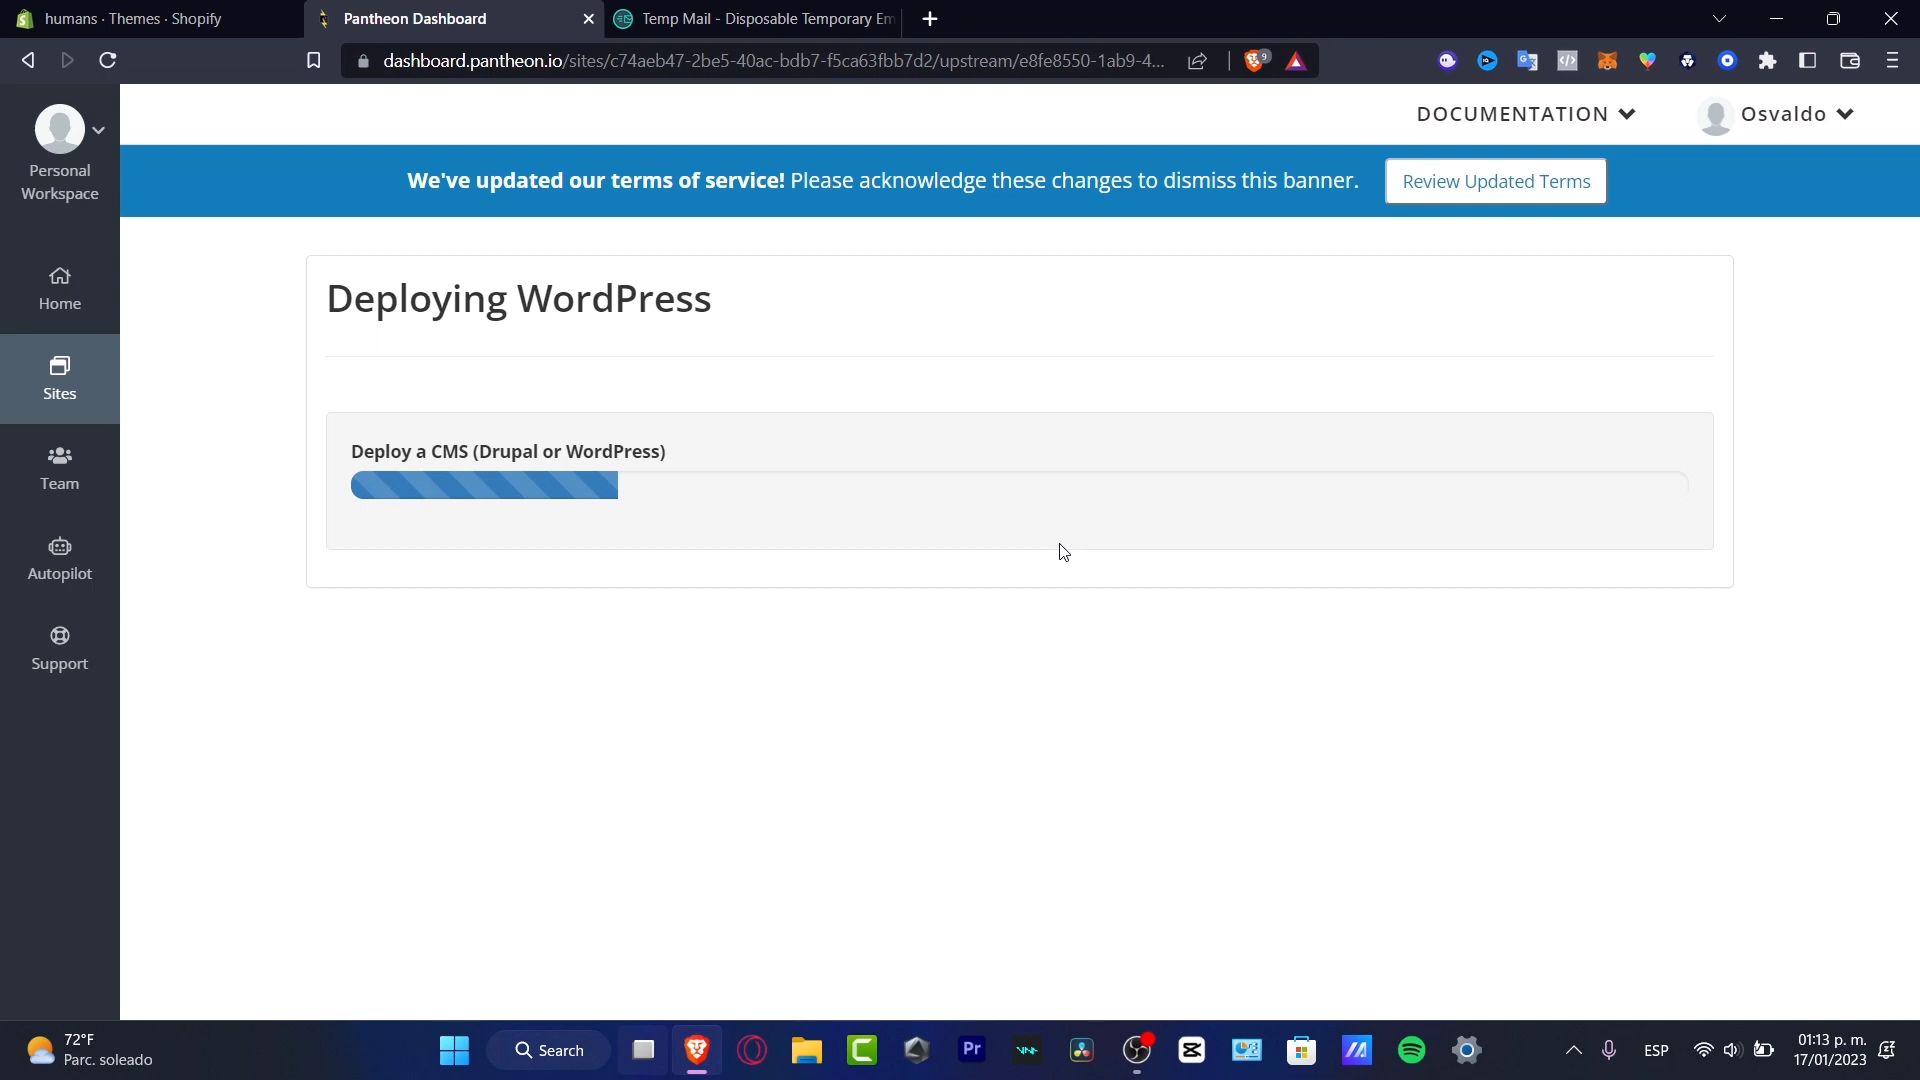 humans · Themes · Shopify
Pantheon Dashboard
Temp Mail - Disposable Temporary Em
dashboard.pantheon.io/sites/c74aeb47-2be5-40ac-bdb7-f5ca63fbb7d2/upstream/e8fe8550-1ab9-4...
9
DOCUMENTATION
Osvaldo
Personal
Workspace
We've updated our terms of service! Please acknowledge these changes to dismiss this banner.
Review Updated Terms
Home
Sites
Team
Autopilot
Support
Deploying WordPress
Deploy a CMS (Drupal or WordPress)
72°F
Parc. soleado
Search
Pr
ESP
01:13 p. m.
17/01/2023